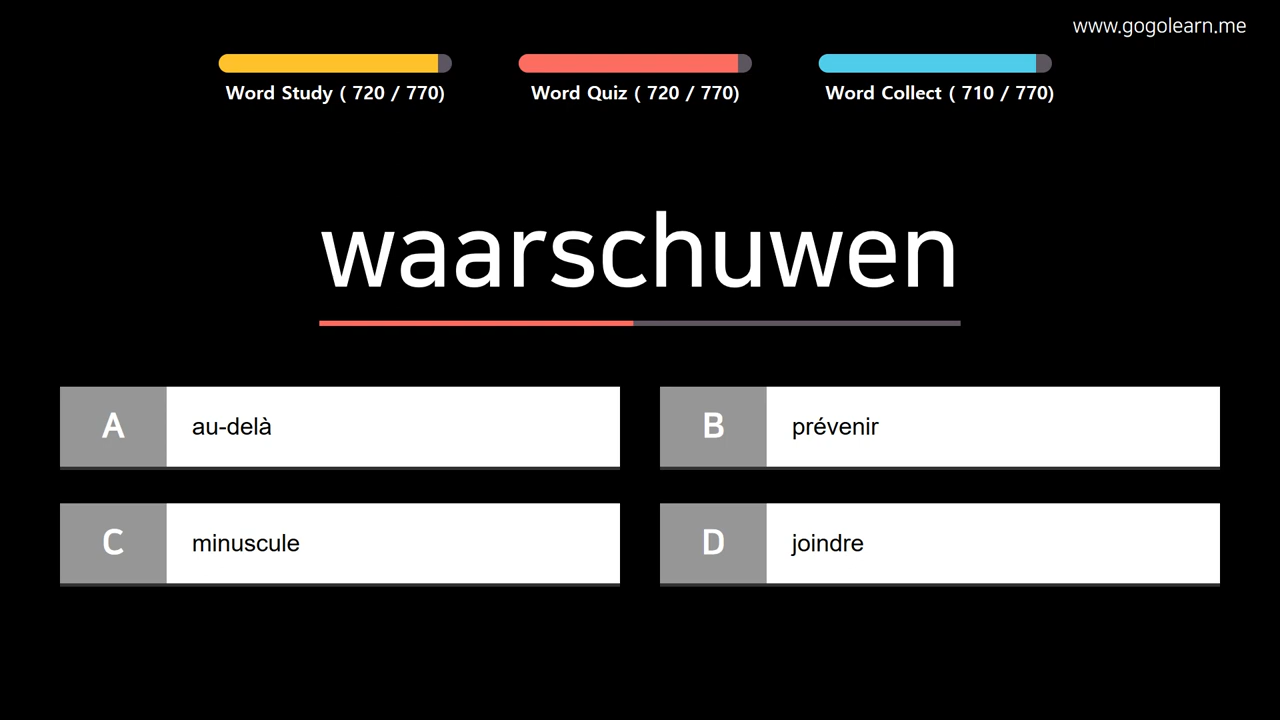 www.gogolearn.me
Word Study ( 720 / 770)
Word Quiz ( 720 / 770)
Word Collect ( 710 / 770)
waarschuwen
A au-delà
B prévenir
C minuscule
D joindre